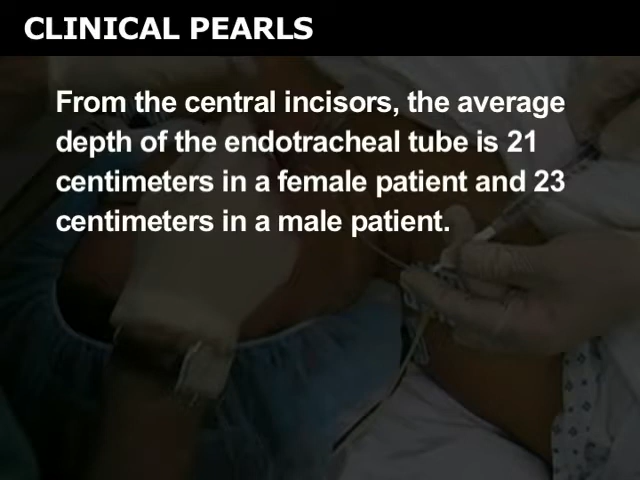 CLINICAL PEARLS
From the central incisors, the average
depth of the endotracheal tube is 21
centimeters in a female patient and 23
centimeters in a male patient.